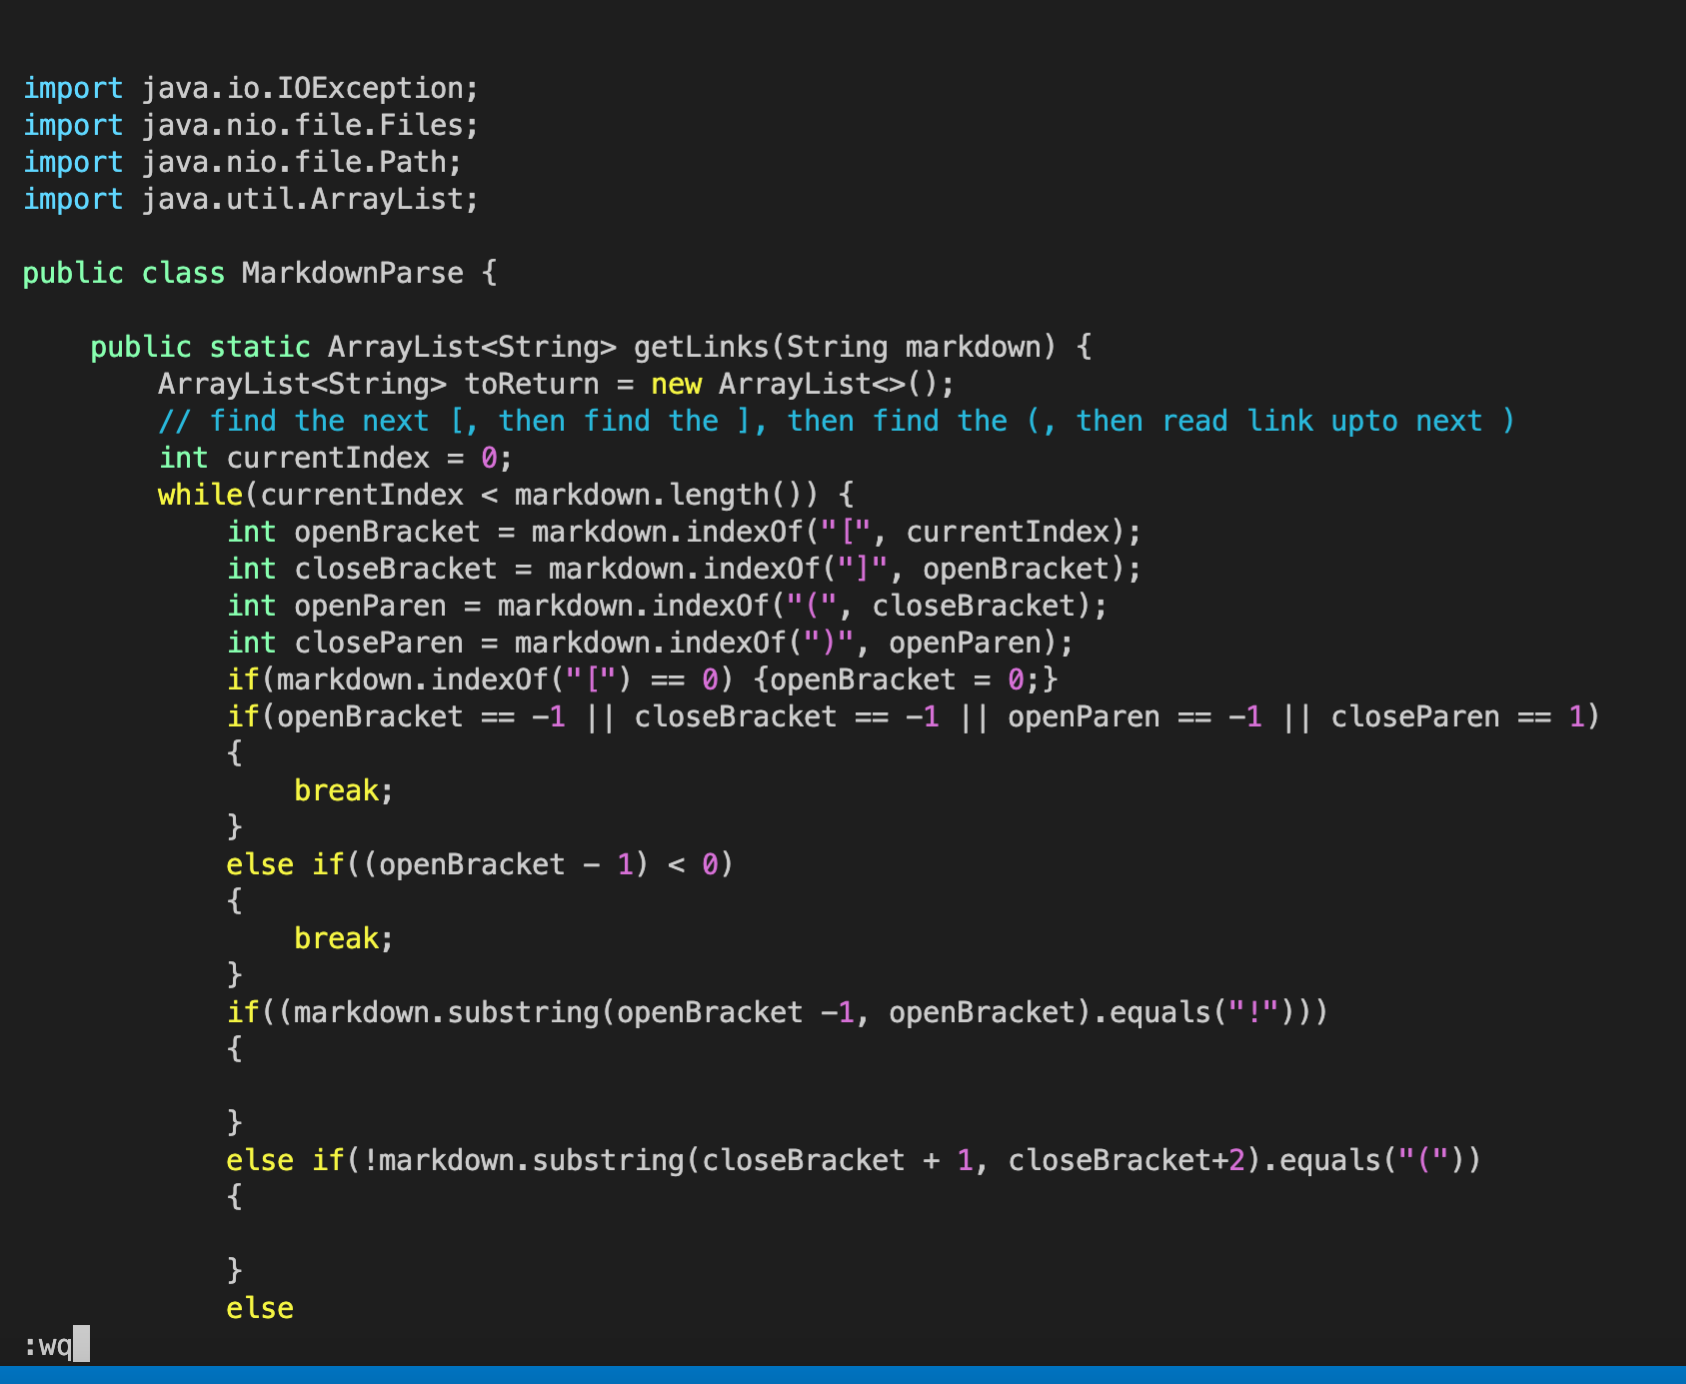 import java.io.IOException;
import java.nio.file.Files;
import java.nio.file.Path;
import java.util.ArrayList;

public class MarkdownParse {

    public static ArrayList<String> getLinks(String markdown) {
        ArrayList<String> toReturn = new ArrayList<>();
        // find the next [, then find the ], then find the (, then read link upto next )
        int currentIndex = 0;
        while(currentIndex < markdown.length()) {
            int openBracket = markdown.indexOf("[", currentIndex);
            int closeBracket = markdown.indexOf("]", openBracket);
            int openParen = markdown.indexOf("(", closeBracket);
            int closeParen = markdown.indexOf(")", openParen);
            if(markdown.indexOf("[") == 0) {openBracket = 0;}
            if(openBracket == -1 || closeBracket == -1 || openParen == -1 || closeParen == 1)
            {
                break;
            }
            else if((openBracket - 1) < 0)
            {
                break;
            }
            if((markdown.substring(openBracket -1, openBracket).equals("!")))
            {

            }
            else if(!markdown.substring(closeBracket + 1, closeBracket+2).equals("("))
            {

            }
            else
:wq